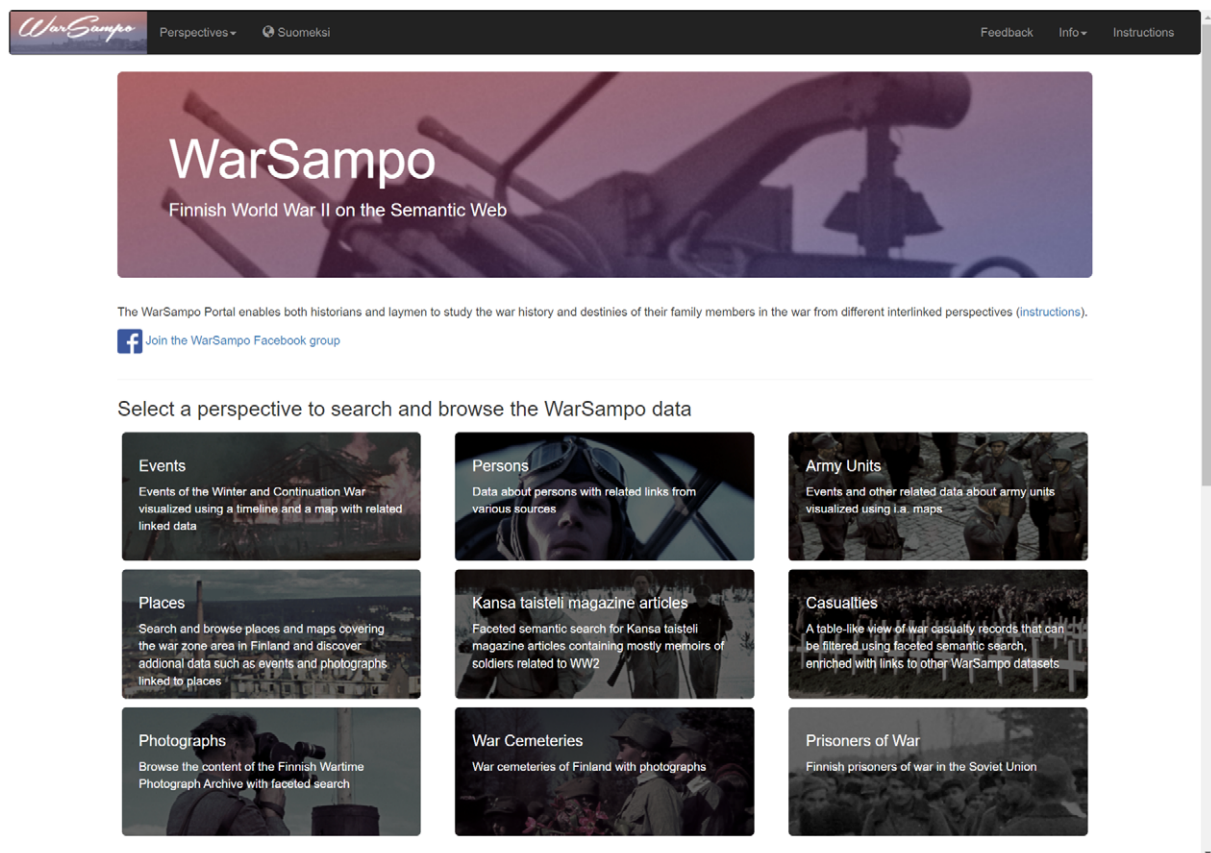 WarSampo Perspectives Suomeksi Feedback Info Instructions
WarSampo
Finnish World War II on the Semantic Web
The WarSampo Portal enables both historians and laymen to study the war history and destinies of their family members in the war from different interlinked perspectives (instructions).
Join the WarSampo Facebook group
Select a perspective to search and browse the WarSampo data
Events
Events of the Winter and Continuation War
visualized using a timeline and a map with related
linked data
Persons
Data about persons with related links from
various sources
Army Units
Events and other related data about army units
visualized using i.a. maps
Places
Search and browse places and maps covering
the war zone area in Finland and discover
addional data such as events and photographs
linked to places
Kansa taisteli magazine articles
Faceted semantic search for Kansa taisteli
magazine articles containing mostly memoirs of
soldiers related to WW2
Casualties
A table-like view of war casualty records that can
be filtered using faceted semantic search,
enriched with links to other WarSampo datasets
Photographs
Browse the content of the Finnish Wartime
Photograph Archive with faceted search
War Cemeteries
War cemeteries of Finland with photographs
Prisoners of War
Finnish prisoners of war in the Soviet Union